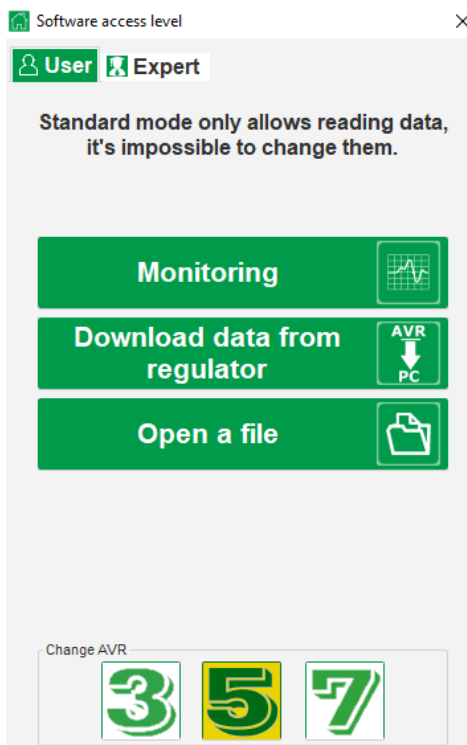 Software access level
User Expert
Standard mode only allows reading data,
it's impossible to change them.
Monitoring
Download data from
regulator
AVR
PC
Open a file
Change AVR
3 5 7